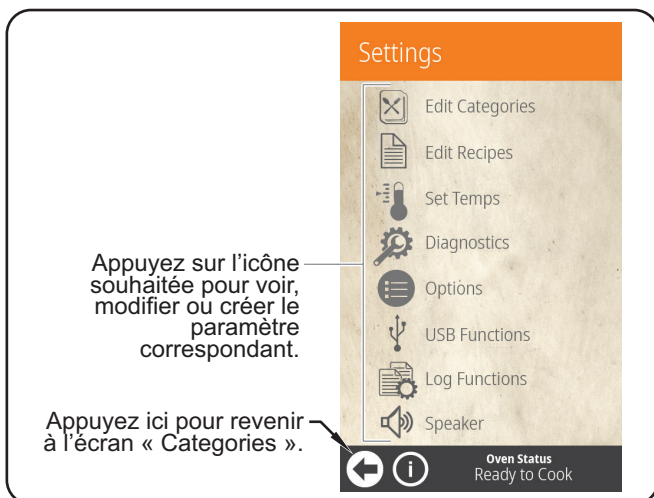 Settings
Edit Categories
Edit Recipes
Set Temps
Diagnostics
Options
USB Functions
Log Functions
Speaker
Appuyez sur l'icône
souhaitée pour voir,
modifier ou créer le
paramètre
correspondant.
Appuyez ici pour revenir
à l'écran « Categories ».
i
Oven Status
Ready to Cook